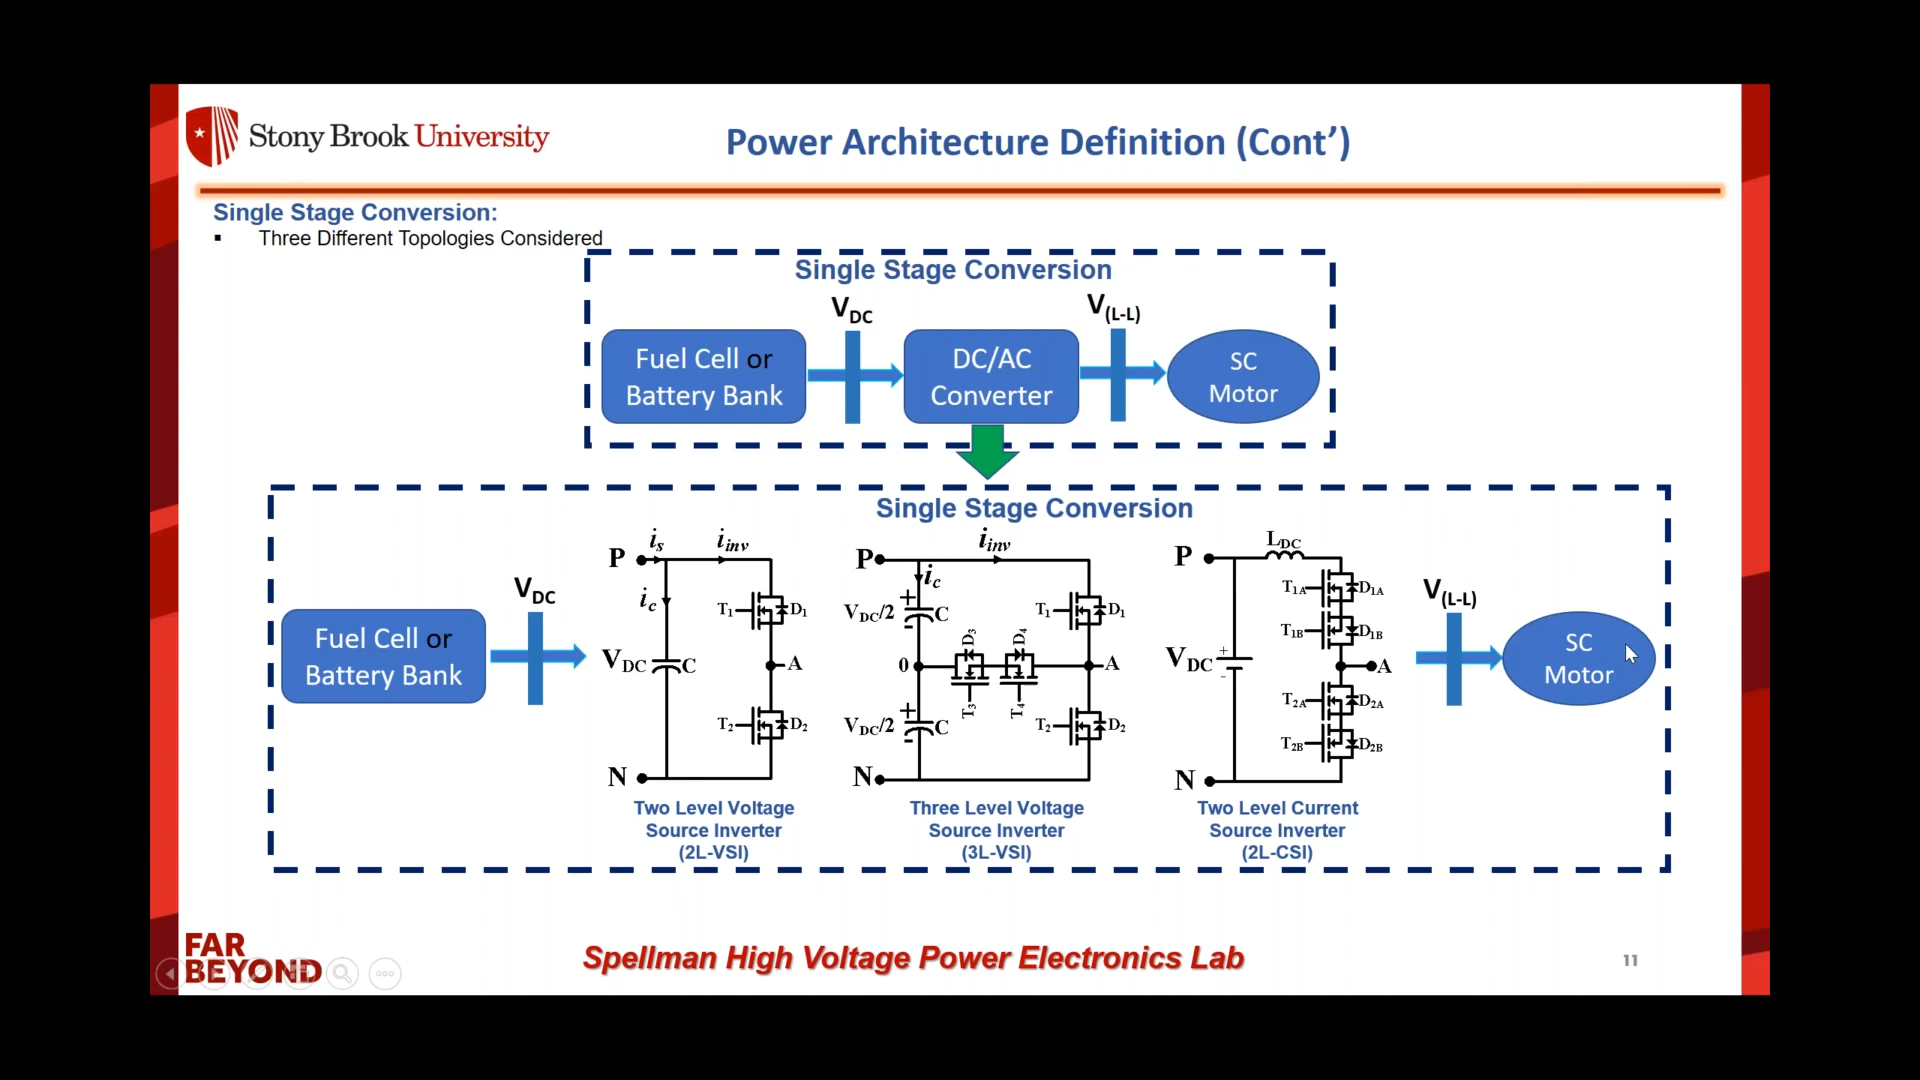 Stony Brook University
Power Architecture Definition (Cont’)
Single Stage Conversion:
▪ Three Different Topologies Considered
Single Stage Conversion
VDC
V(L-L)
Fuel Cell or
Battery Bank
DC/AC
Converter
SC
Motor
Single Stage Conversion
Fuel Cell or
Battery Bank
VDC
P
is
iinv
ic
T1
D1
VDC
C
A
T2
D2
N
Two Level Voltage
Source Inverter
(2L-VSI)
P
iinv
ic
+
VDC/2
-
C
T1
D1
D3
D4
0
A
T3
T4
+
VDC/2
-
C
T2
D2
N
Three Level Voltage
Source Inverter
(3L-VSI)
P
LDC
T1A
D1A
T1B
D1B
VDC
+
-
A
T2A
D2A
T2B
D2B
N
Two Level Current
Source Inverter
(2L-CSI)
V(L-L)
SC
Motor
FAR
BEYOND
Spellman High Voltage Power Electronics Lab
11